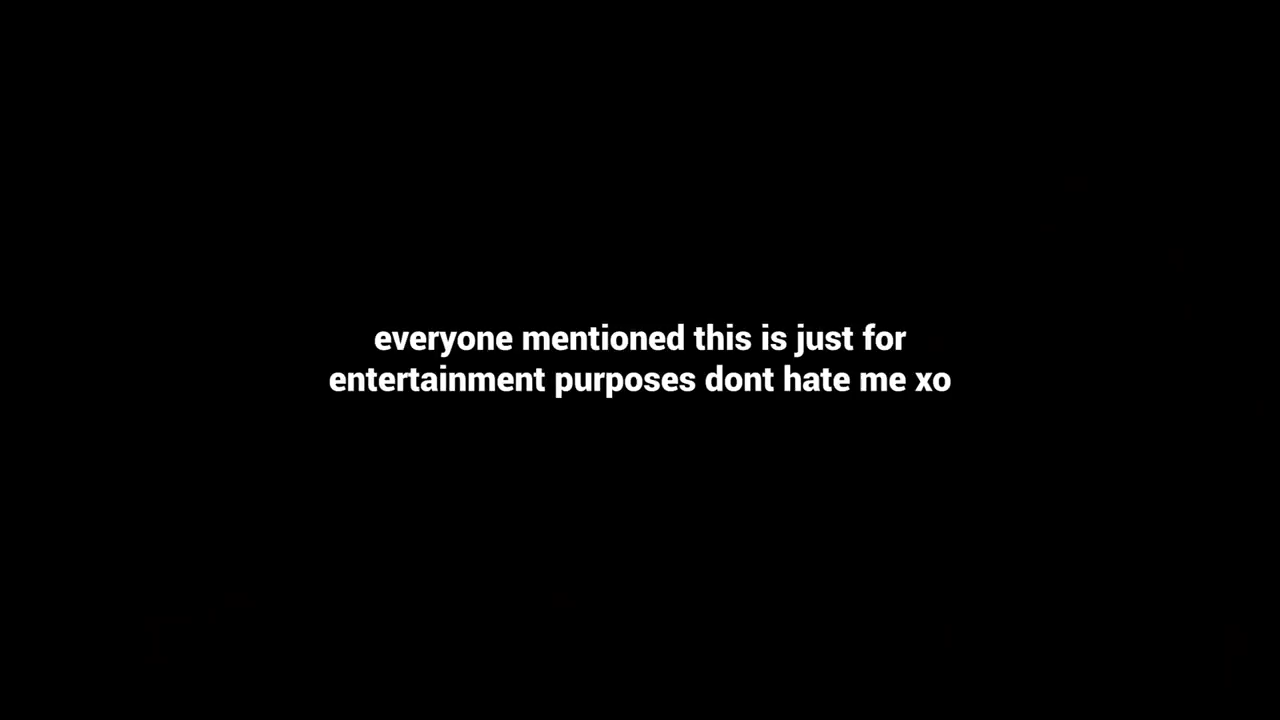 everyone mentioned this is just for
entertainment purposes dont hate me xo